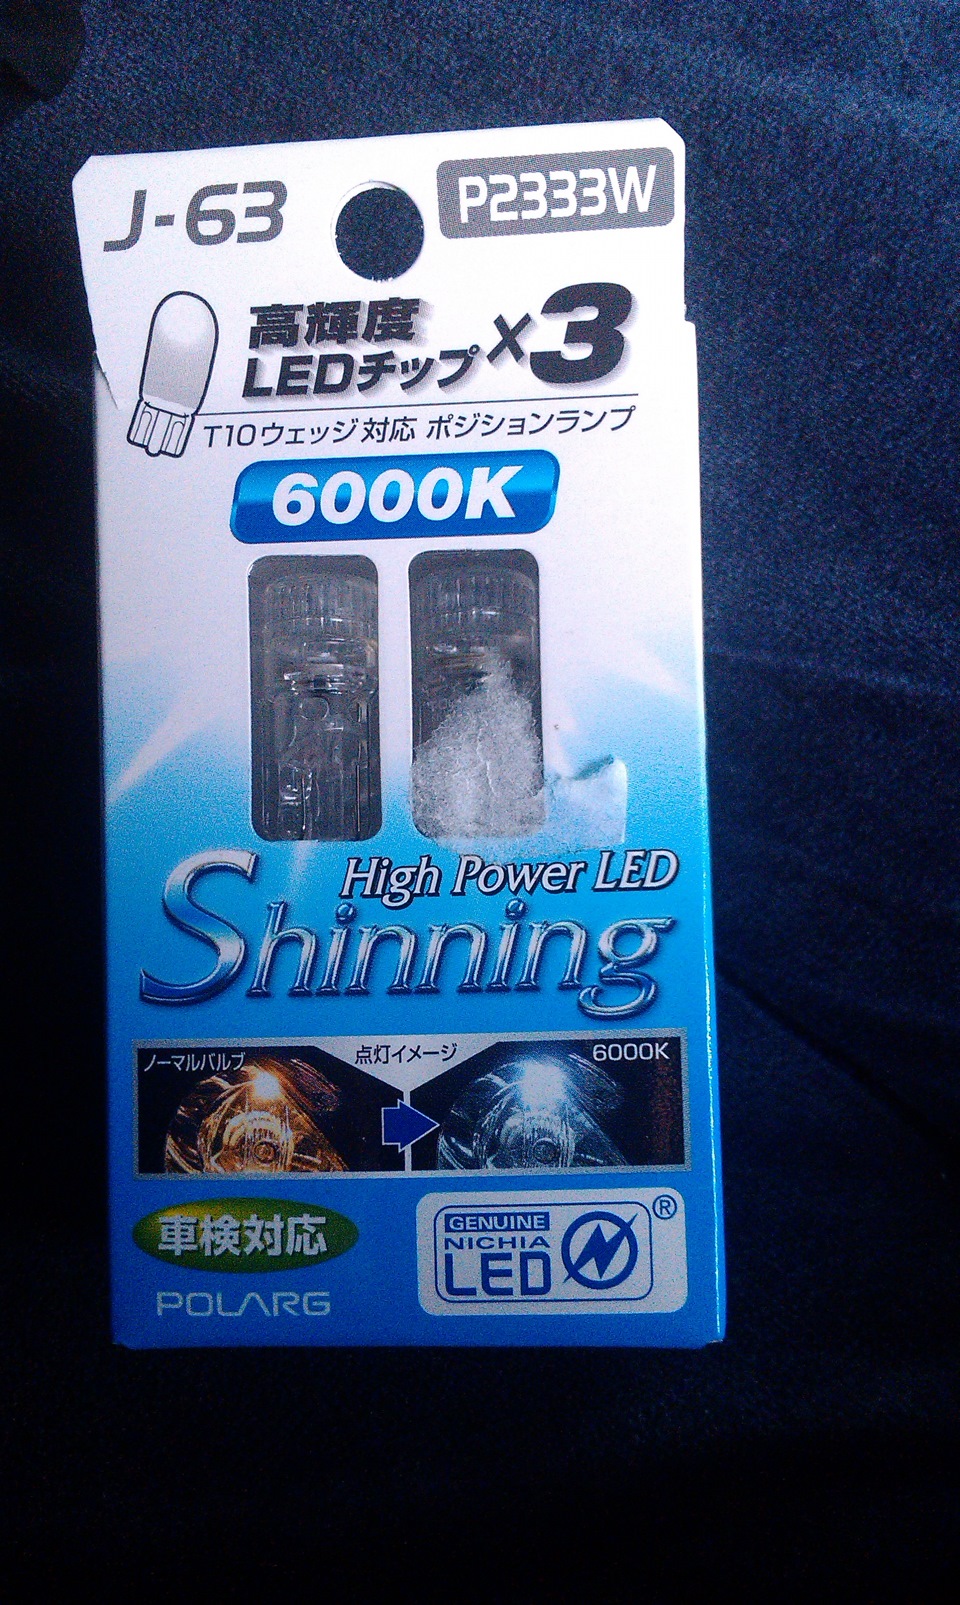 J-63
P2333W
高輝度
LEDチップ×3
T10ウェッジ対応 ポジションランプ
6000K
High Power LED
Shinning
ノーマルバルブ
点灯イメージ
6000K
車検対応
POLARG
GENUINE
NICHIA
LED
®